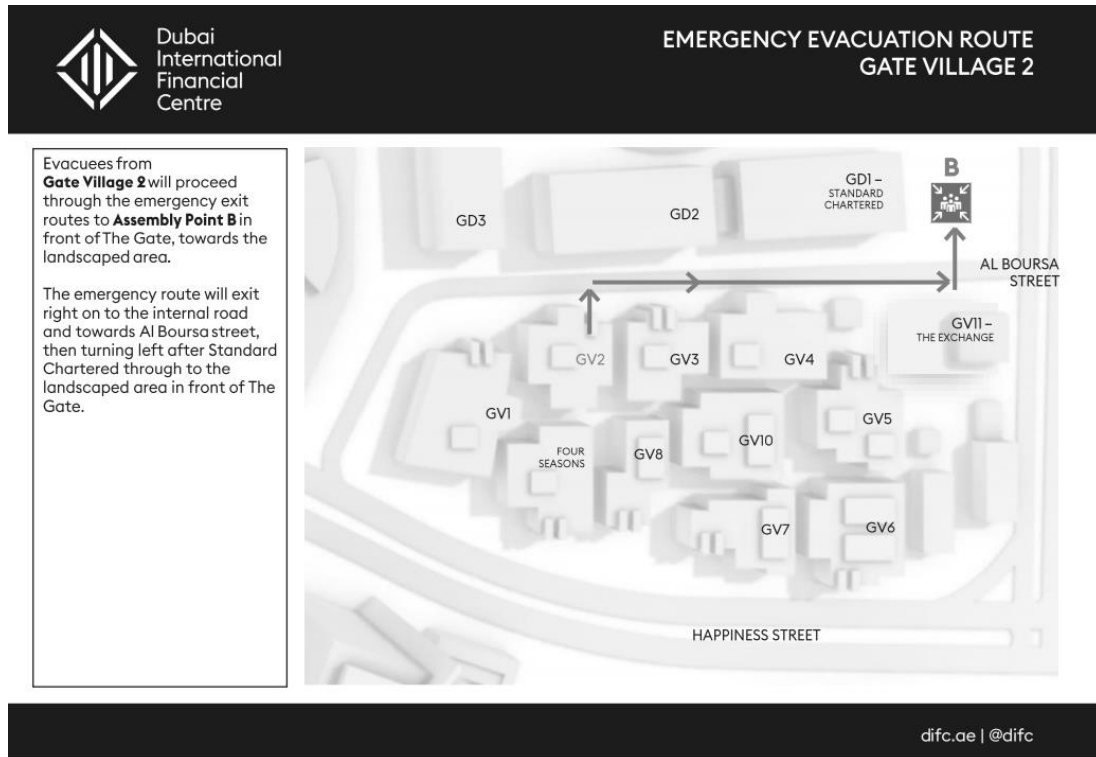 Dubai
International
Financial
Centre
EMERGENCY EVACUATION ROUTE
GATE VILLAGE 2
Evacuees from
Gate Village 2 will proceed
through the emergency exit
routes to Assembly Point B in
front of The Gate, towards the
landscaped area.
The emergency route will exit
right on to the internal road
and towards Al Boursa street,
then turning left after Standard
Chartered through to the
landscaped area in front of The
Gate.
B
GD1 –
STANDARD
CHARTERED
GD2
GD3
AL BOURSA
STREET
GV11 –
THE EXCHANGE
GV2
GV3
GV4
GV1
GV5
FOUR
SEASONS
GV8
GV10
GV7
GV6
HAPPINESS STREET
difc.ae | @difc